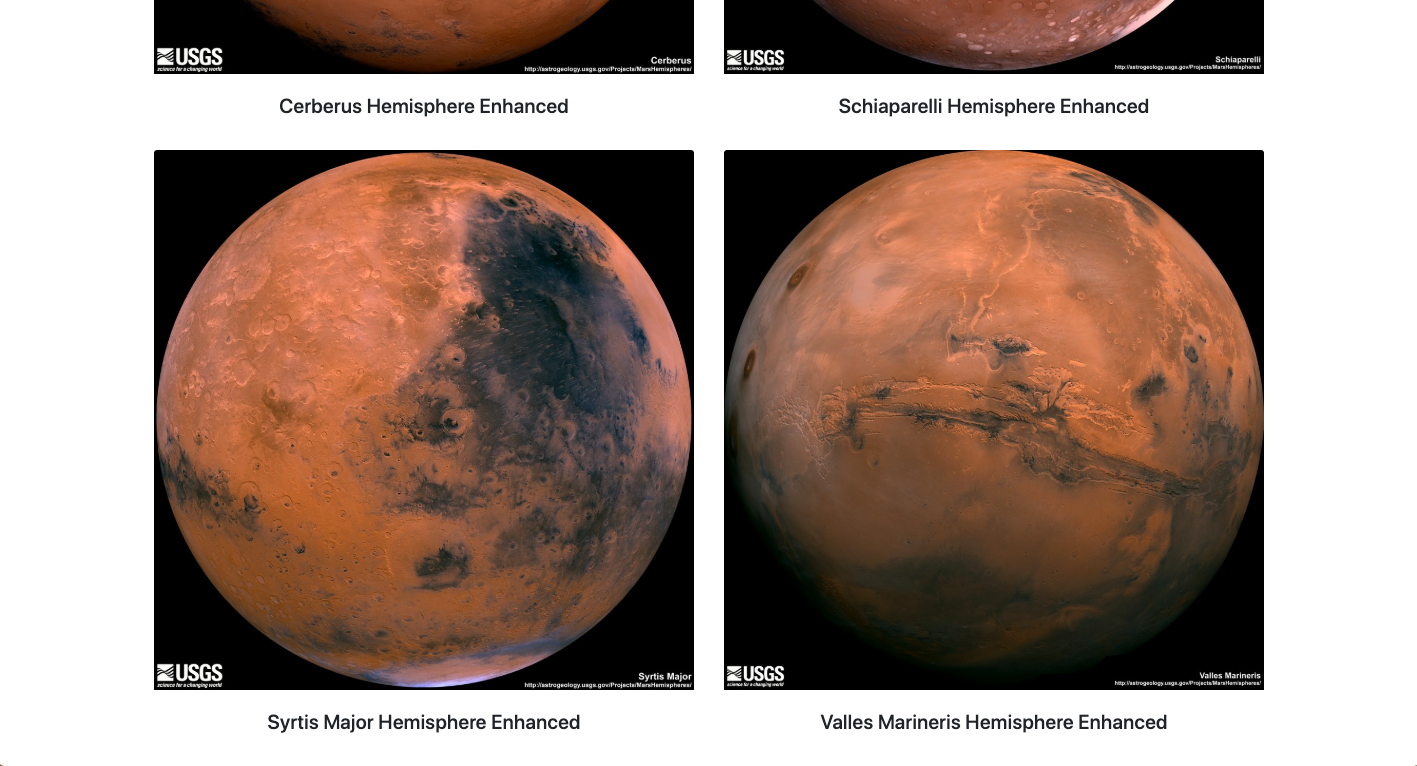 USGS
science for a changing world
Cerberus
http://astrogeology.usgs.gov/Projects/MarsHemispheres/
USGS
science for a changing world
Schiaparelli
http://astrogeology.usgs.gov/Projects/MarsHemispheres/
Cerberus Hemisphere Enhanced
Schiaparelli Hemisphere Enhanced
USGS
science for a changing world
Syrtis Major
http://astrogeology.usgs.gov/Projects/MarsHemispheres/
USGS
science for a changing world
Valles Marineris
http://astrogeology.usgs.gov/Projects/MarsHemispheres/
Syrtis Major Hemisphere Enhanced
Valles Marineris Hemisphere Enhanced